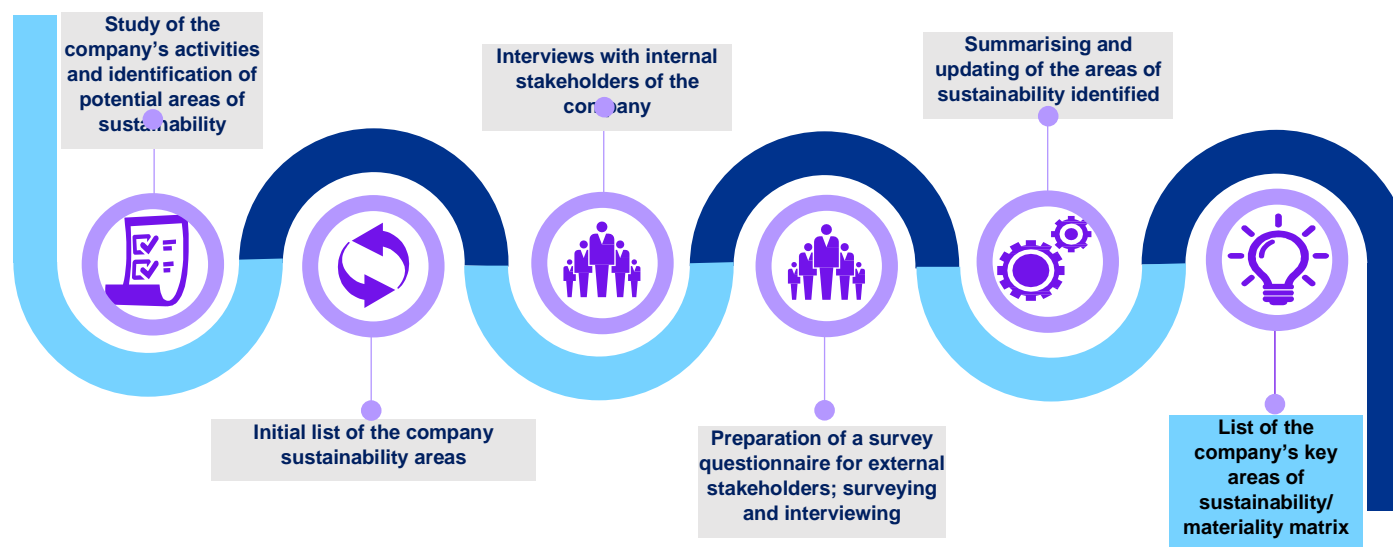 Study of the
company’s activities
and identification of
potential areas of
sustainability
Initial list of the company
sustainability areas
Interviews with internal
stakeholders of the
company
Preparation of a survey
questionnaire for external
stakeholders; surveying
and interviewing
Summarising and
updating of the areas of
sustainability identified
List of the
company’s key
areas of
sustainability/
materiality matrix